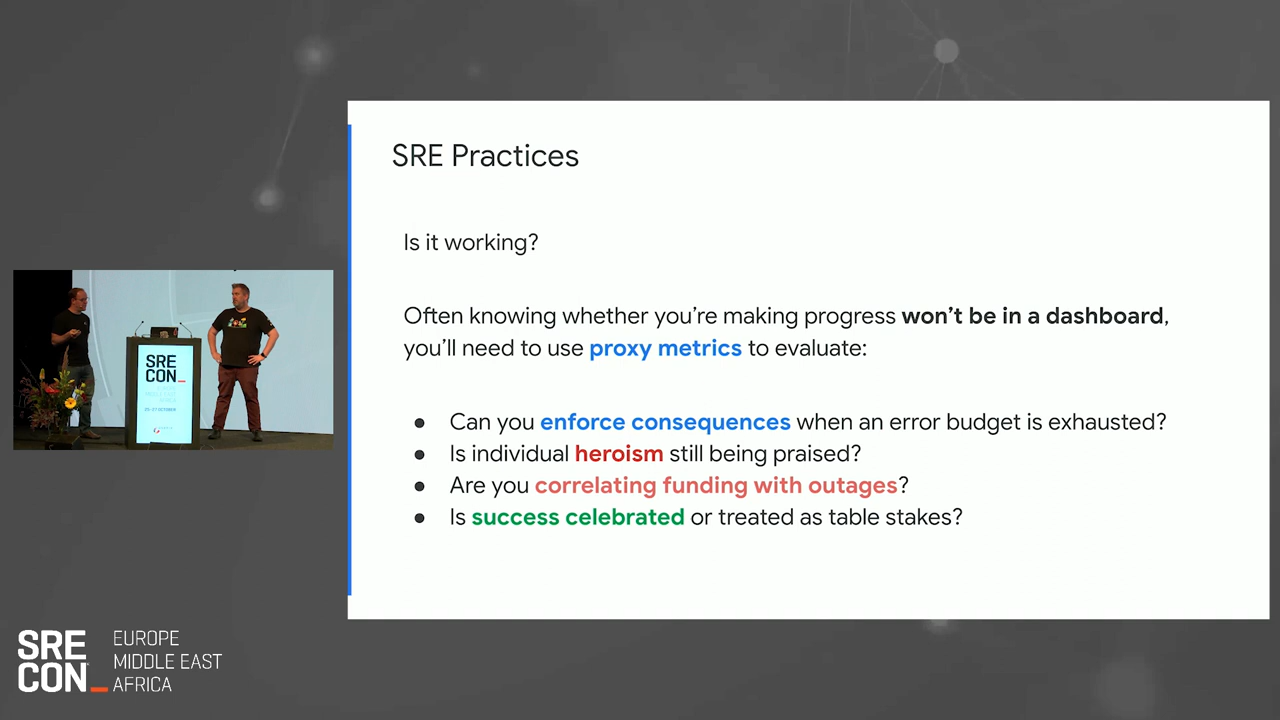 SRE Practices
Is it working?
Often knowing whether you're making progress won't be in a dashboard,
you'll need to use proxy metrics to evaluate:
● Can you enforce consequences when an error budget is exhausted?
● Is individual heroism still being praised?
● Are you correlating funding with outages?
● Is success celebrated or treated as table stakes?
SRE
CON_
SRE
CON_
EUROPE
MIDDLE EAST
AFRICA